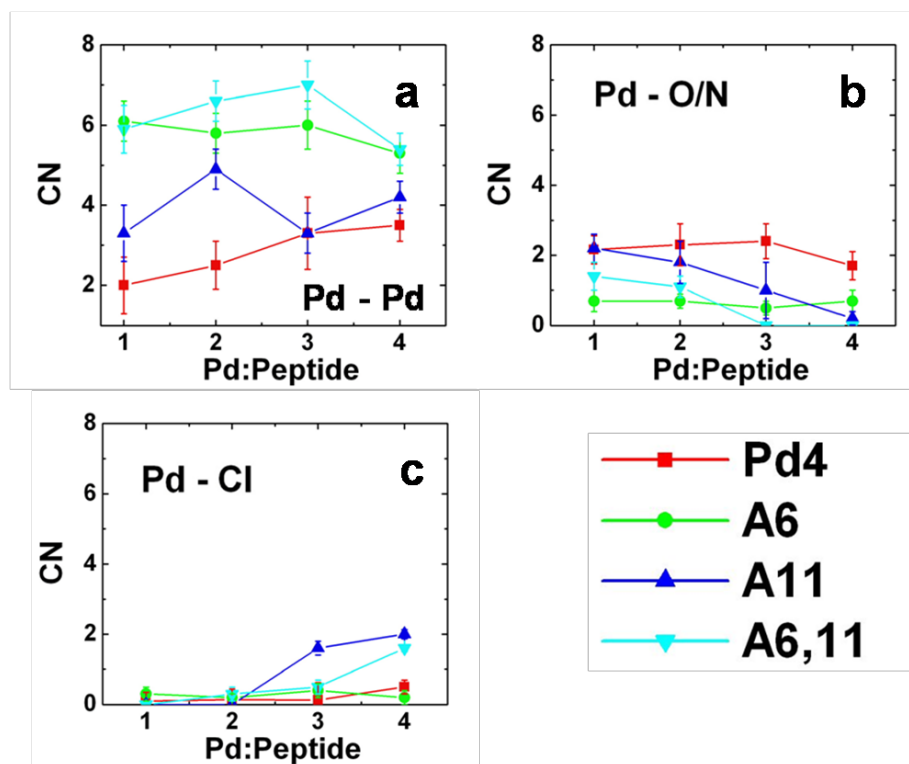 8
6
4
2
CN
a
Pd - Pd
1 2 3 4
Pd:Peptide
8
6
4
2
0
CN
Pd - O/N
b
1 2 3 4
Pd:Peptide
8
6
4
2
0
CN
Pd - Cl
c
1 2 3 4
Pd:Peptide
Pd4
A6
A11
A6,11